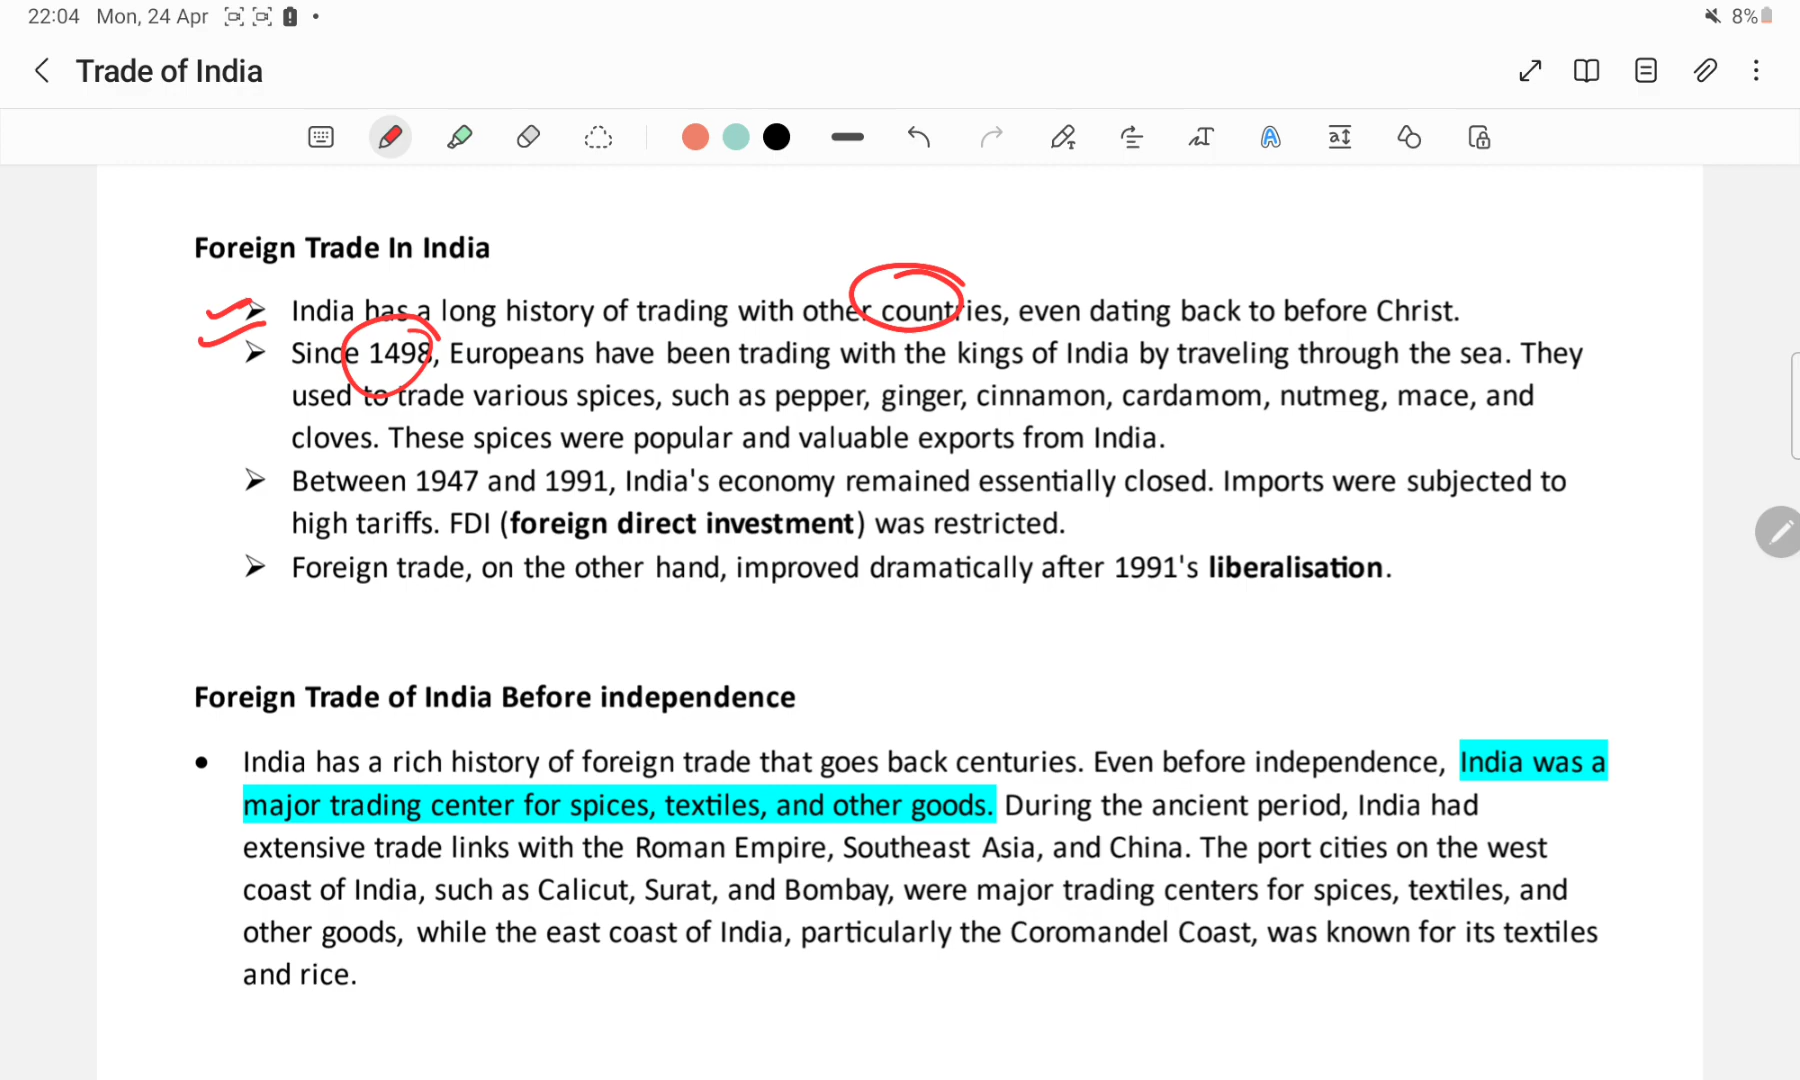 22:04 Mon, 24 Apr
8%
Trade of India
Foreign Trade In India
➢ India has a long history of trading with other countries, even dating back to before Christ.
➢ Since 1498, Europeans have been trading with the kings of India by traveling through the sea. They
used to trade various spices, such as pepper, ginger, cinnamon, cardamom, nutmeg, mace, and
cloves. These spices were popular and valuable exports from India.
➢ Between 1947 and 1991, India's economy remained essentially closed. Imports were subjected to
high tariffs. FDI (foreign direct investment) was restricted.
➢ Foreign trade, on the other hand, improved dramatically after 1991's liberalisation.
Foreign Trade of India Before independence
• India has a rich history of foreign trade that goes back centuries. Even before independence, India was a
major trading center for spices, textiles, and other goods. During the ancient period, India had
extensive trade links with the Roman Empire, Southeast Asia, and China. The port cities on the west
coast of India, such as Calicut, Surat, and Bombay, were major trading centers for spices, textiles, and
other goods, while the east coast of India, particularly the Coromandel Coast, was known for its textiles
and rice.